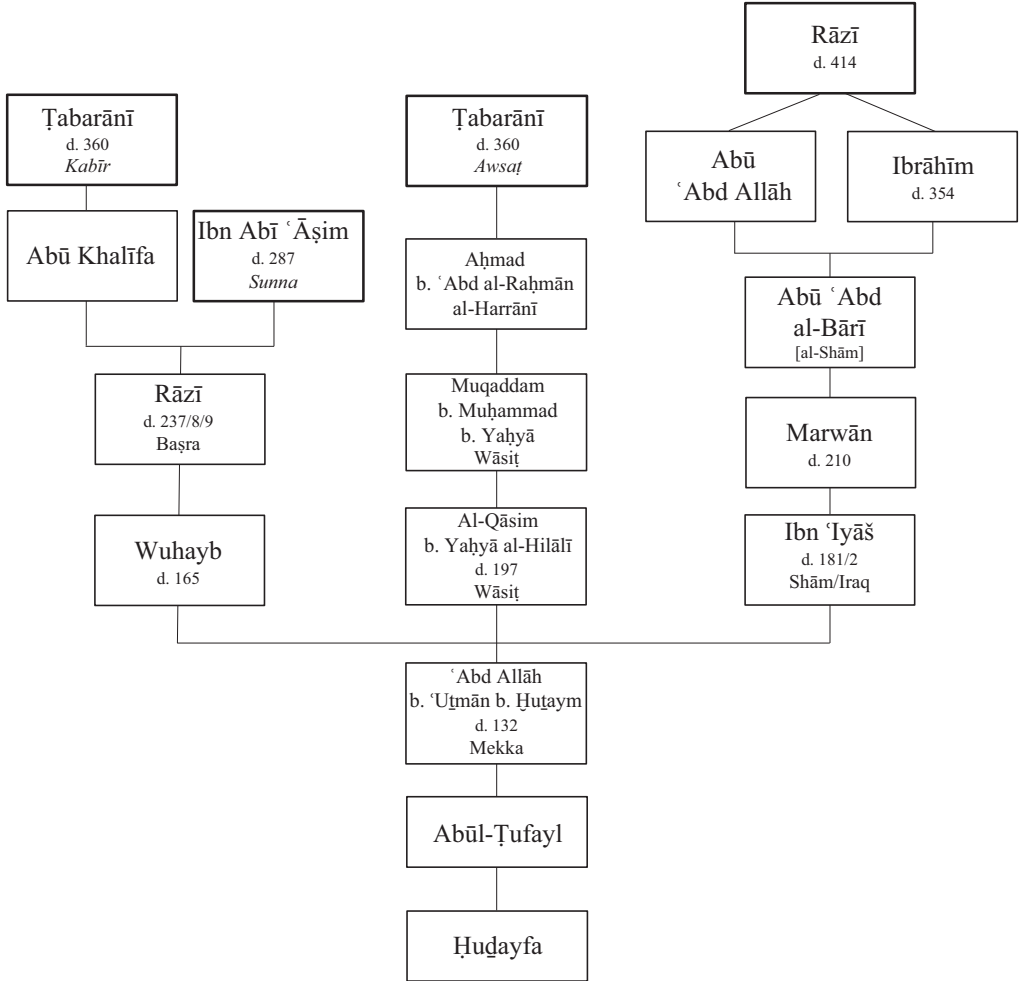 Rāzī
d. 414
Ṭabarānī
d. 360
Kabīr
Ṭabarānī
d. 360
Awsaṭ
Abū
ʿAbd Allāh
Ibrāhīm
d. 354
Abū Khalīfa
Ibn Abī ʿĀṣim
d. 287
Sunna
Aḥmad
b. ʿAbd al-Raḥmān
al-Harrānī
Abū ʿAbd
al-Bārī
[al-Shām]
Rāzī
d. 237/8/9
Baṣra
Muqaddam
b. Muḥammad
b. Yaḥyā
Wāsiṭ
Marwān
d. 210
Wuhayb
d. 165
Al-Qāsim
b. Yaḥyā al-Hilālī
d. 197
Wāsiṭ
Ibn ʿIyāš
d. 181/2
Shām/Iraq
ʿAbd Allāh
b. ʿUṯmān b. Ḫuṯaym
d. 132
Mekka
Abūl-Ṭufayl
Ḥuḏayfa